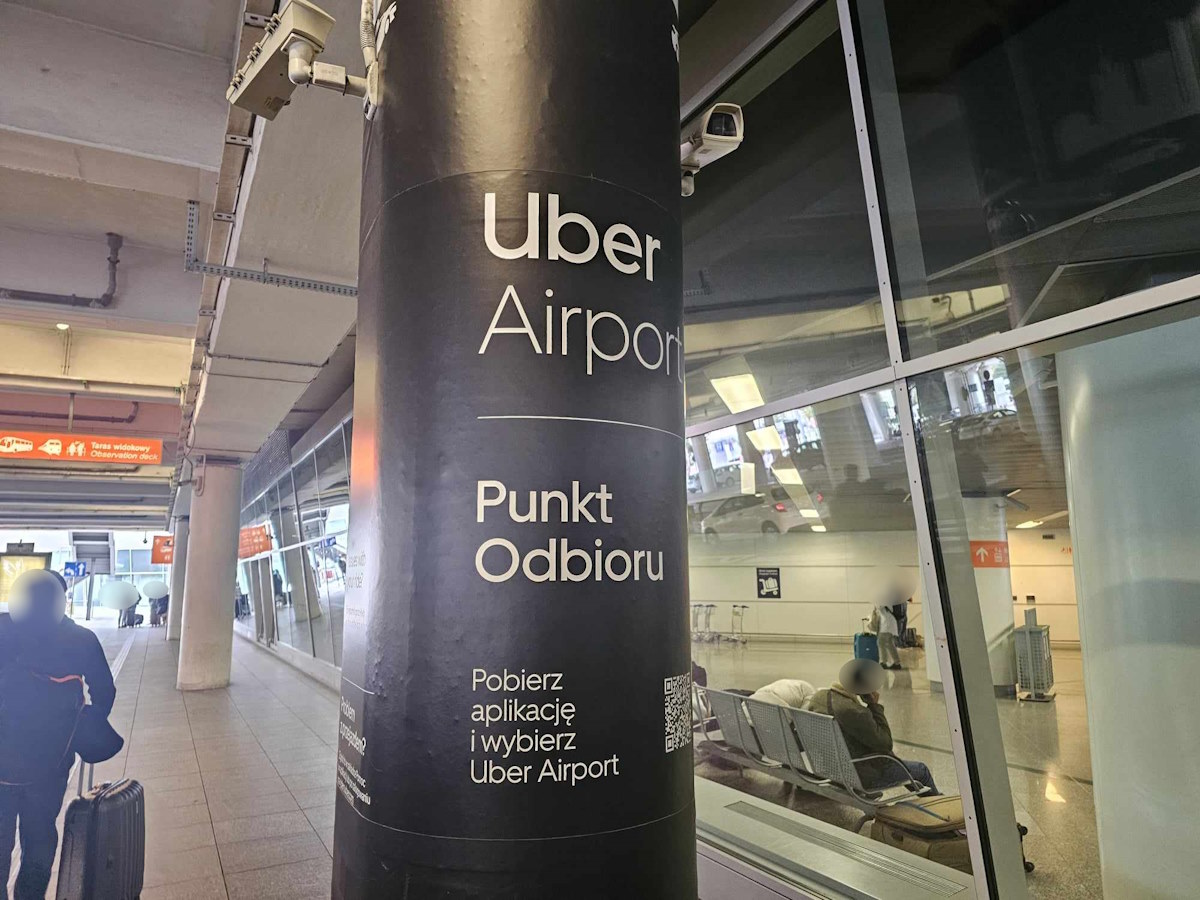 Uber
Airport
Punkt
Odbioru
Pobierz
aplikację
i wybierz
Uber Airport
Taras widokowy
Observation deck